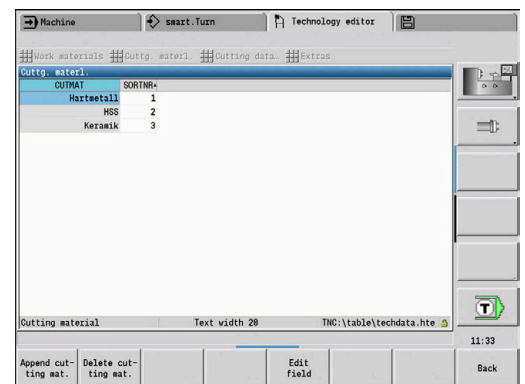 Machine smart.Turn Technology editor
Work materials Cuttg. materl. Cutting data… Extras
Cuttg. materl.
CUTMAT SORTNR
Hartmetall 1
HSS 2
Keramik 3
Cutting material Text width 20 TNC:\table\techdata.hte
T
11:33
Append cut-
ting mat.
Delete cut-
ting mat.
Edit
field
Back